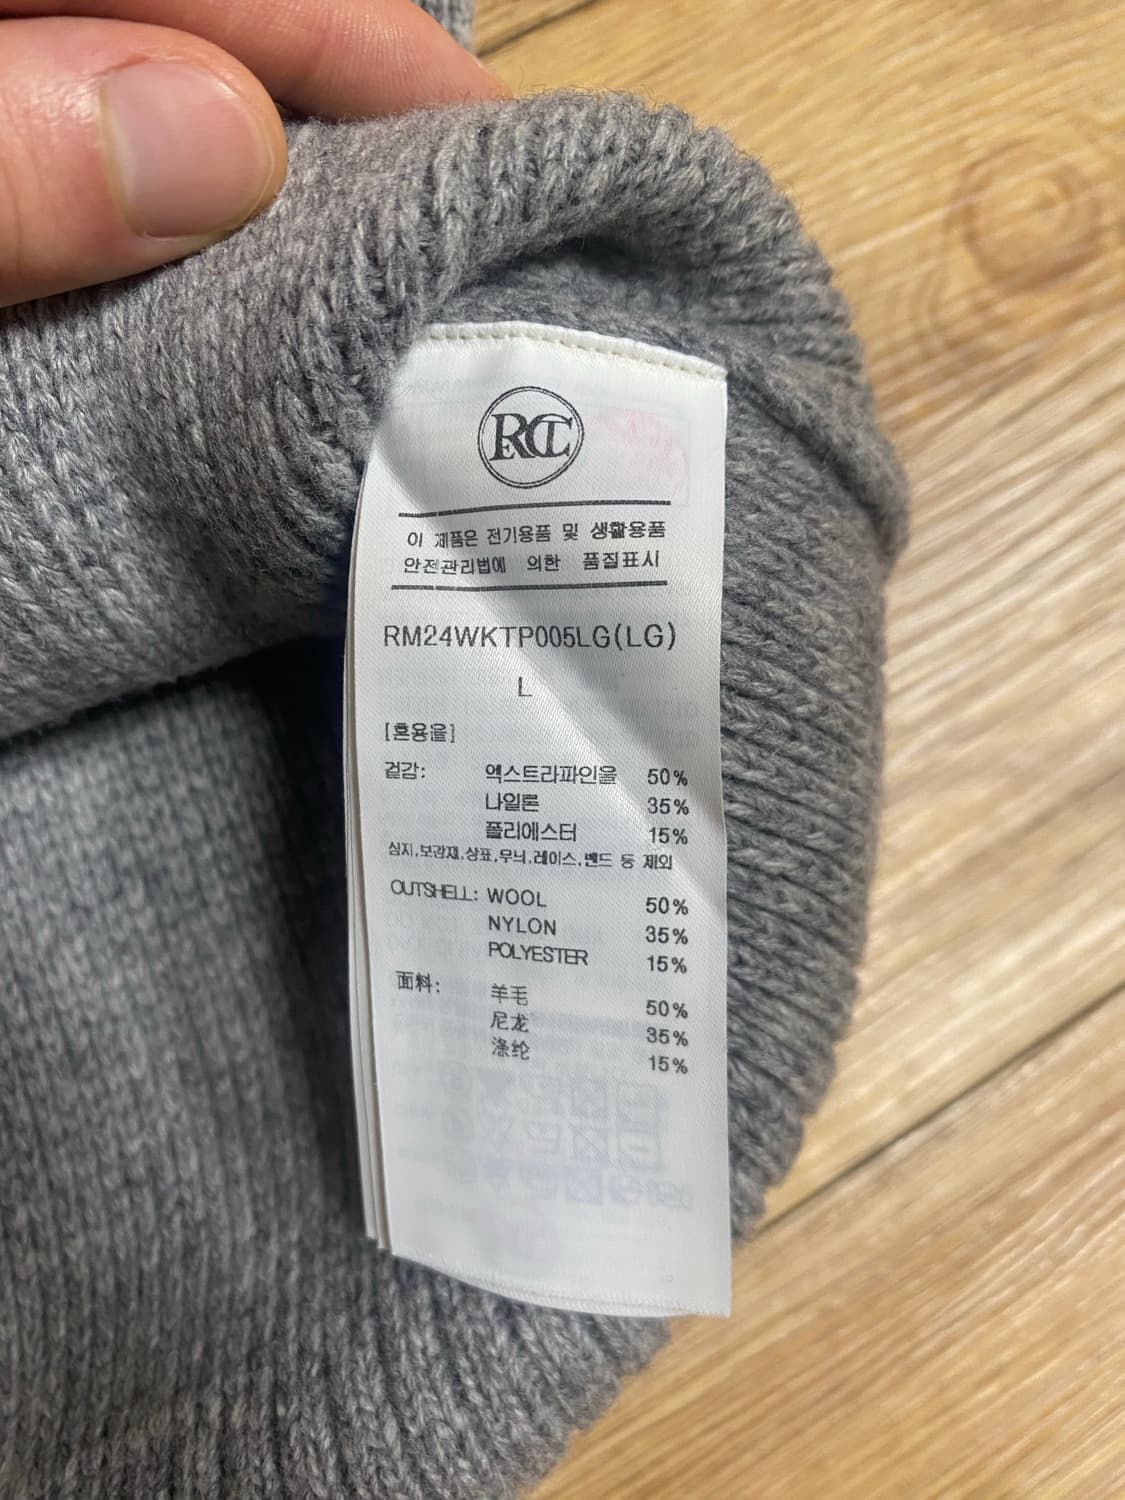 RCT
이 제품은 전기용품 및 생활용품
안전관리법에 의한 품질표시
RM24WKTP005LG(LG)
L
[혼용율]
겉감: 엑스트라파인울 50%
나일론 35%
폴리에스터 15%
심지,보강재,상표,무늬,레이스,밴드 등 제외
OUTSHELL: WOOL 50%
NYLON 35%
POLYESTER 15%
面料: 羊毛 50%
尼龙 35%
涤纶 15%